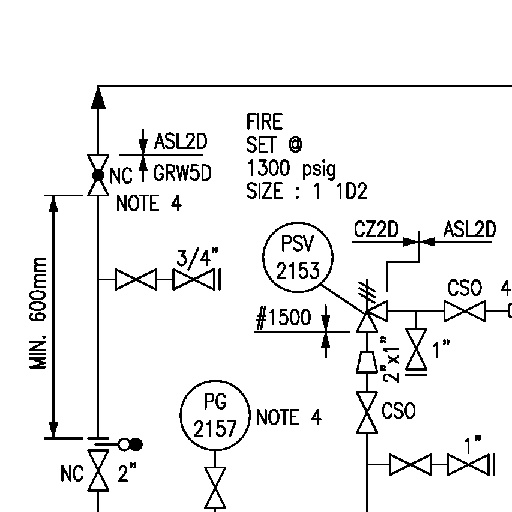 FIRE
SET @
1300 psig
SIZE : 1 1D2
ASL2D
NC
GRW5D
NOTE 4
3/4"
PSV
2153
CZ2D
ASL2D
CSO
4
#1500
MIN. 600mm
2"x1"
1"
PG
2157
NOTE 4
CSO
NC
2"
1"